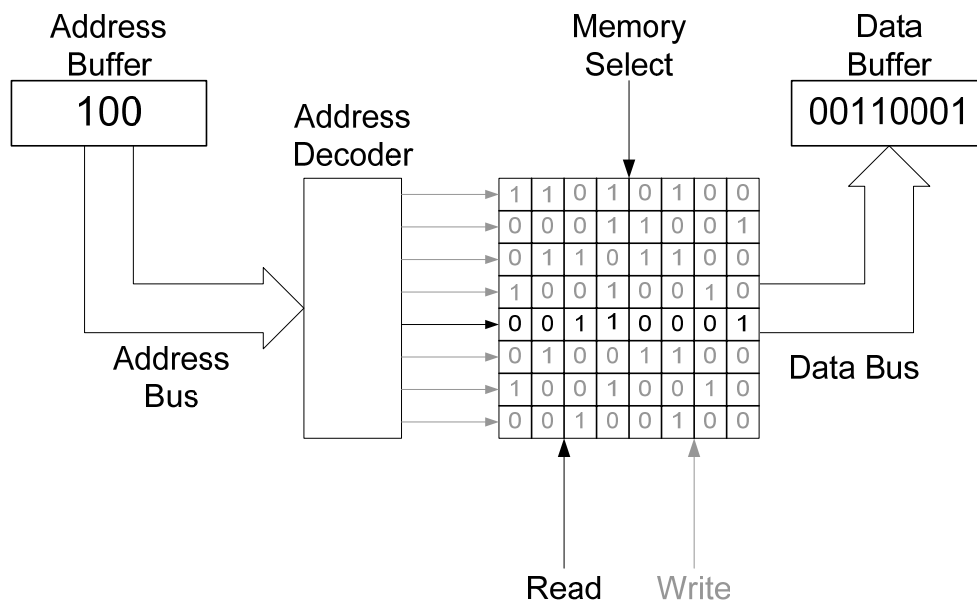 Address
Buffer
100
Memory
Select
Data
Buffer
00110001
Address
Decoder
1 1 0 1 0 1 0 0
0 0 0 1 1 0 0 1
0 1 1 0 1 1 0 0
1 0 0 1 0 0 1 0
0 0 1 1 0 0 0 1
0 1 0 0 1 1 0 0
1 0 0 1 0 0 1 0
0 0 1 0 0 1 0 0
Address
Bus
Data Bus
Read
Write